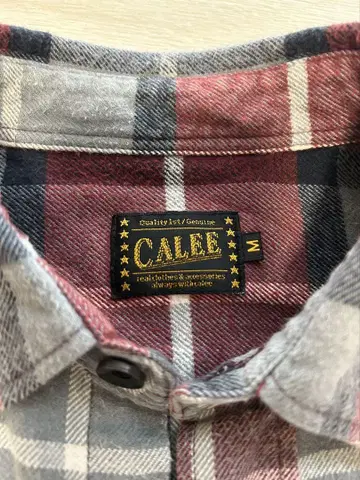 Quality 1st/Genuine
CALEE
real clothes & accessories
always with calee
M